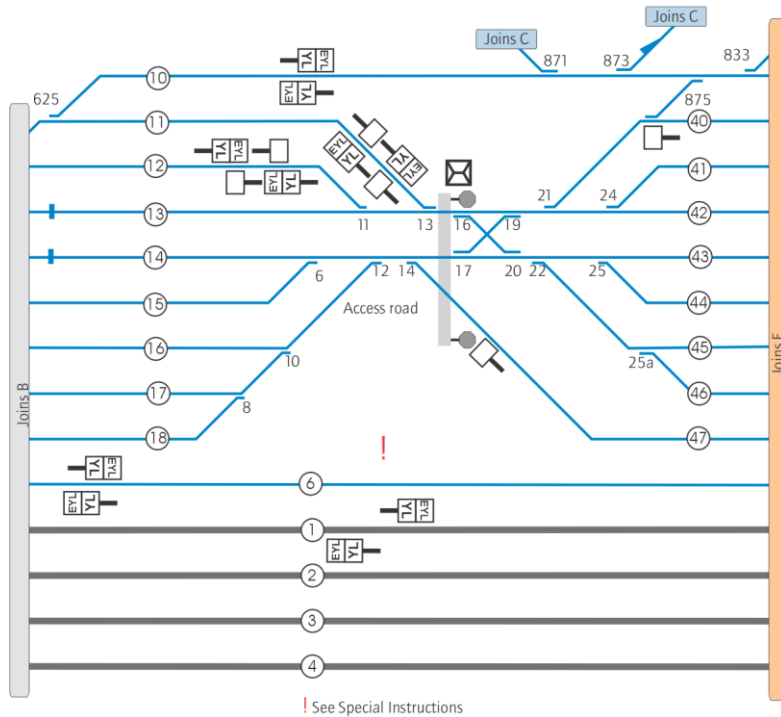 Joins C
Joins C
871
873
833
10
EYL YL
EYL YL
625
875
11
40
12
EYL YL
EYL YL
EYL YL
EYL YL
41
13
11
13
16
19
21
24
42
14
6
12
14
17
20
22
25
43
15
Access road
44
16
10
45
25a
17
8
46
18
47
Joins B
Joins E
!
EYL YL
6
EYL YL
EYL YL
1
EYL YL
2
3
4
! See Special Instructions